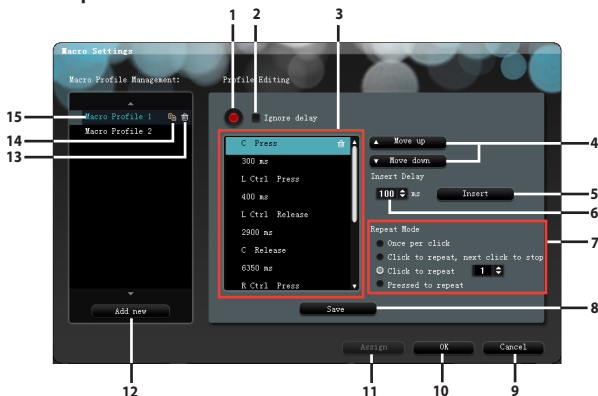 1 2 3
Macro Settings
Macro Profile Management:
Profile Editing
Ignore delay
15 Macro Profile 1
14 Macro Profile 2
13
C Press
300 ms
L Ctrl Press
400 ms
L Ctrl Release
2900 ms
C Release
6350 ms
R Ctrl Press
Move up
4
Move down
Insert Delay
100 ms Insert 5
6
Repeat Mode
7
Once per click
Click to repeat, next click to stop
Click to repeat 1
Pressed to repeat
Add new
Save 8
Assign OK Cancel
12 11 10 9